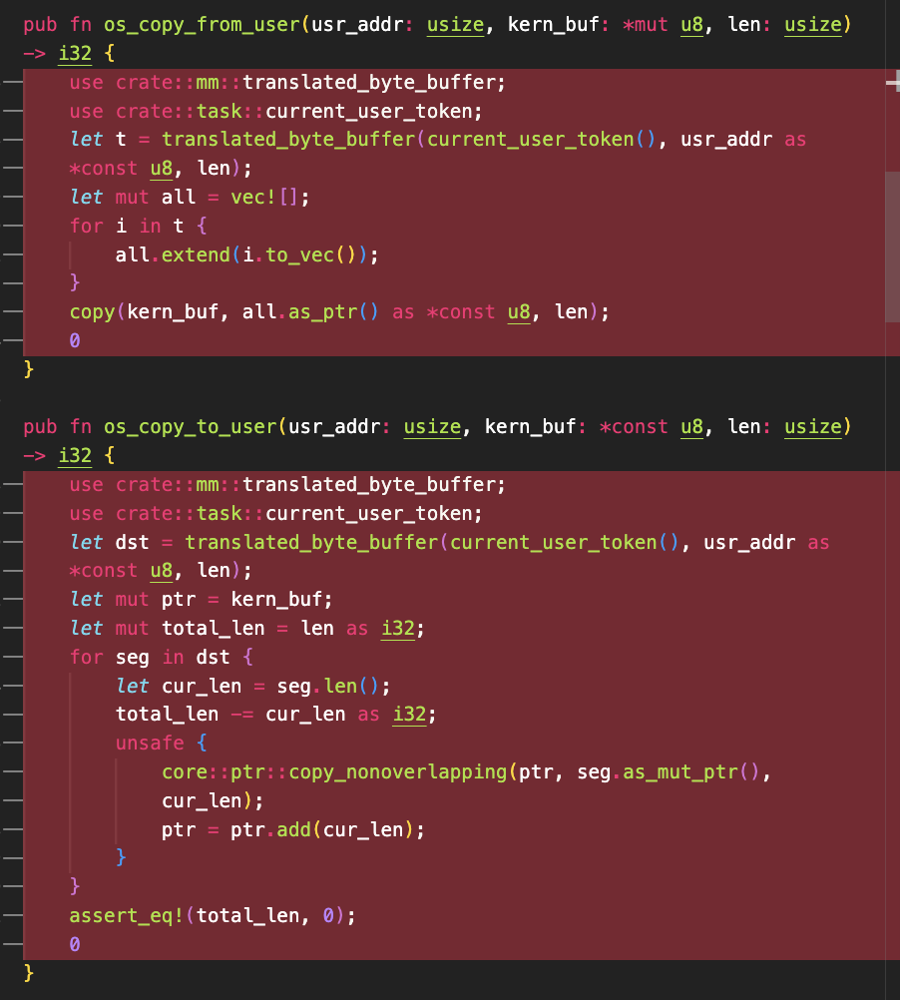 pub fn os_copy_from_user(usr_addr: usize, kern_buf: *mut u8, len: usize)
-> i32 {
    use crate::mm::translated_byte_buffer;
    use crate::task::current_user_token;
    let t = translated_byte_buffer(current_user_token(), usr_addr as
    *const u8, len);
    let mut all = vec![];
    for i in t {
        all.extend(i.to_vec());
    }
    copy(kern_buf, all.as_ptr() as *const u8, len);
    0
}
pub fn os_copy_to_user(usr_addr: usize, kern_buf: *const u8, len: usize)
-> i32 {
    use crate::mm::translated_byte_buffer;
    use crate::task::current_user_token;
    let dst = translated_byte_buffer(current_user_token(), usr_addr as
    *const u8, len);
    let mut ptr = kern_buf;
    let mut total_len = len as i32;
    for seg in dst {
        let cur_len = seg.len();
        total_len -= cur_len as i32;
        unsafe {
            core::ptr::copy_nonoverlapping(ptr, seg.as_mut_ptr(),
            cur_len);
            ptr = ptr.add(cur_len);
        }
    }
    assert_eq!(total_len, 0);
    0
}